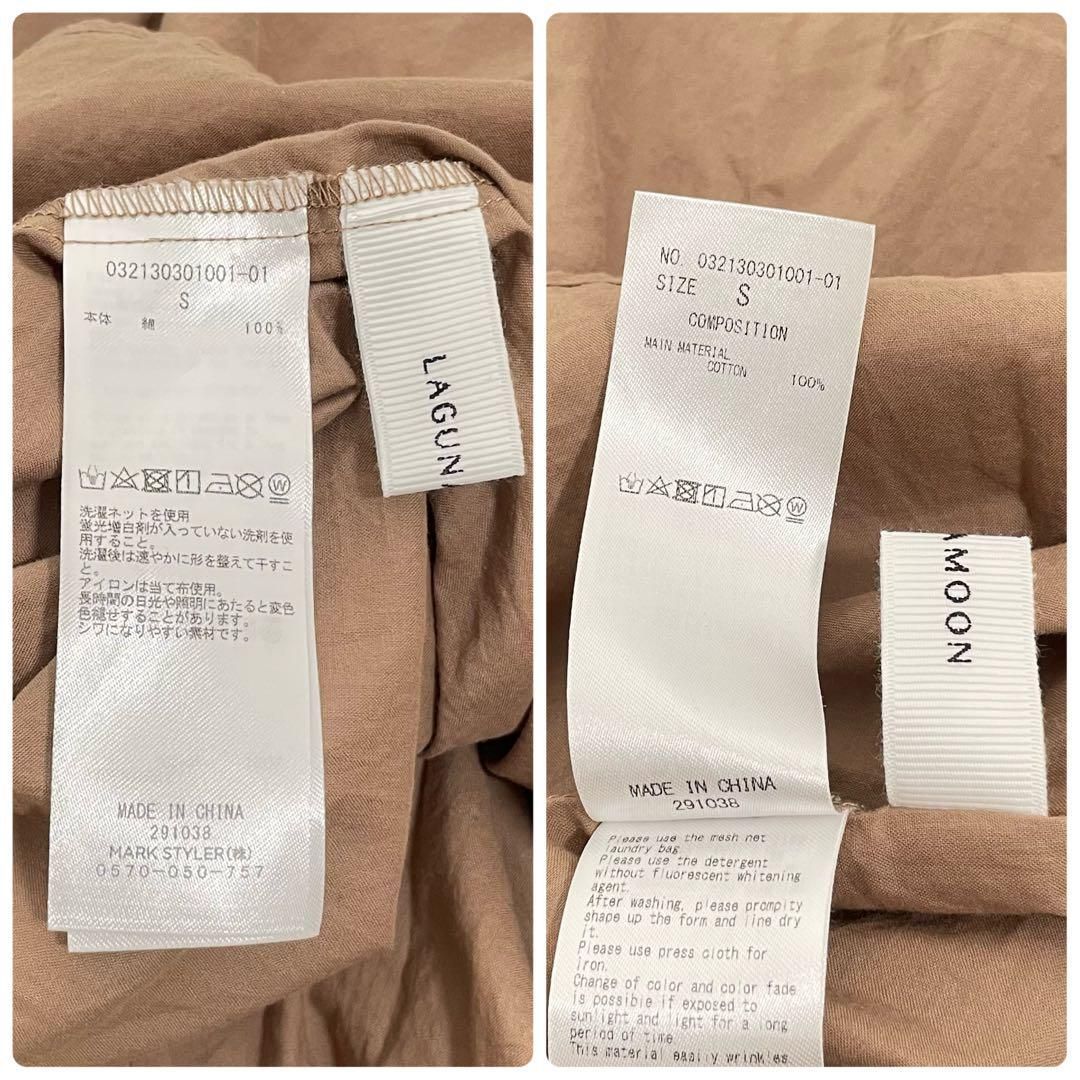 032130301001-01
S
本体 綿 100%
洗濯ネットを使用
蛍光増白剤が入っていない洗剤を使
用すること。
洗濯後は速やかに形を整えて干すこ
と。
アイロンは当て布使用。
長時間の日光や照明にあたると変色
色褪せすることがあります。
シワになりやすい素材です。
MADE IN CHINA
291038
MARK STYLER(株)
0570-050-757
LAGUNA
NO. 032130301001-01
SIZE S
COMPOSITION
MAIN MATERIAL
COTTON 100%
MADE IN CHINA
291038
Please use the mesh net
laundry bag.
Please use the detergent
without fluorescent whitening
agent.
After washing, please prompity
shape up the form and line dry
it.
Please use press cloth for
iron.
Change of color and color fade
is possible if exposed to
sunlight and light for a long
period of time
This material easily wrinkles
AMOON